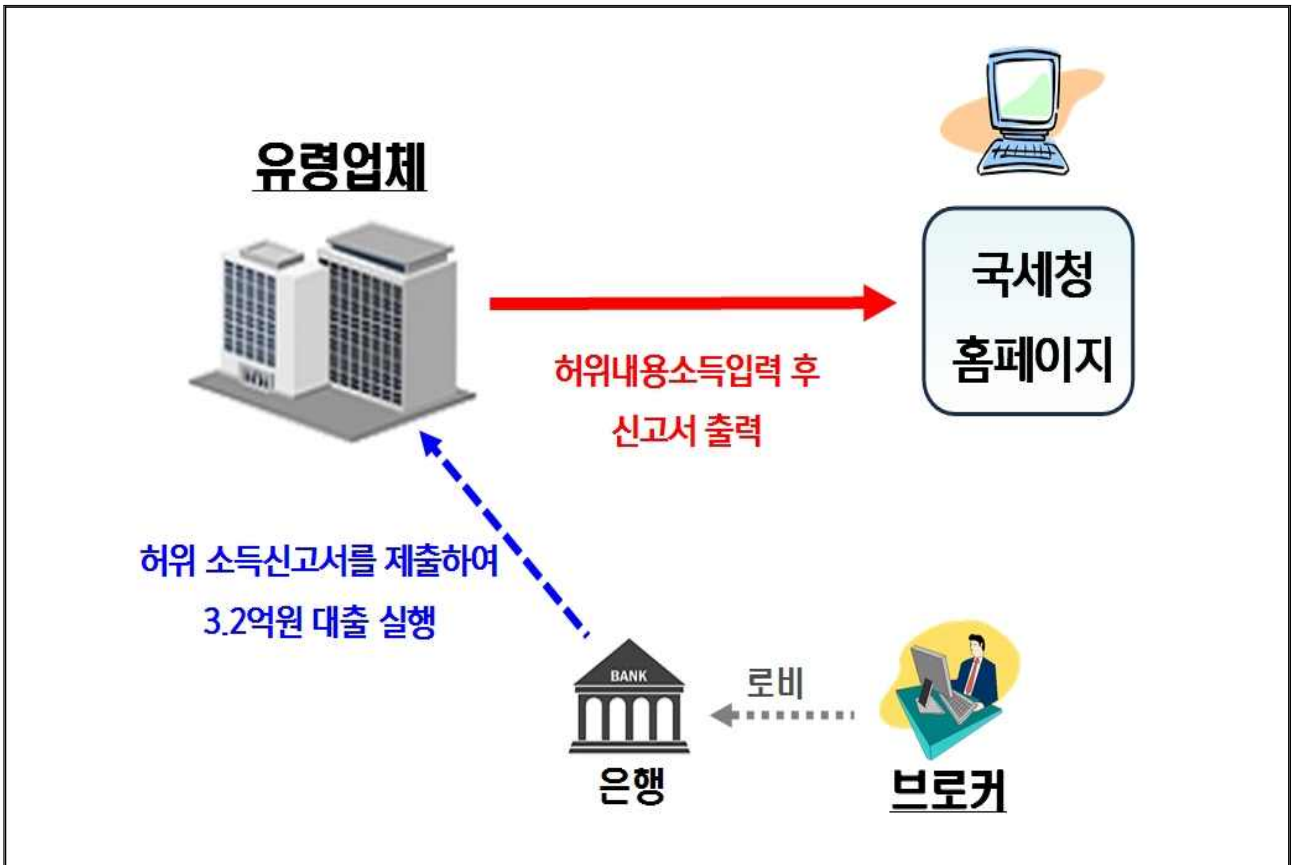 유령업체
국세청
홈페이지
허위내용소득입력 후
신고서 출력
허위 소득신고서를 제출하여
3.2억원 대출 실행
BANK
은행
로비
브로커